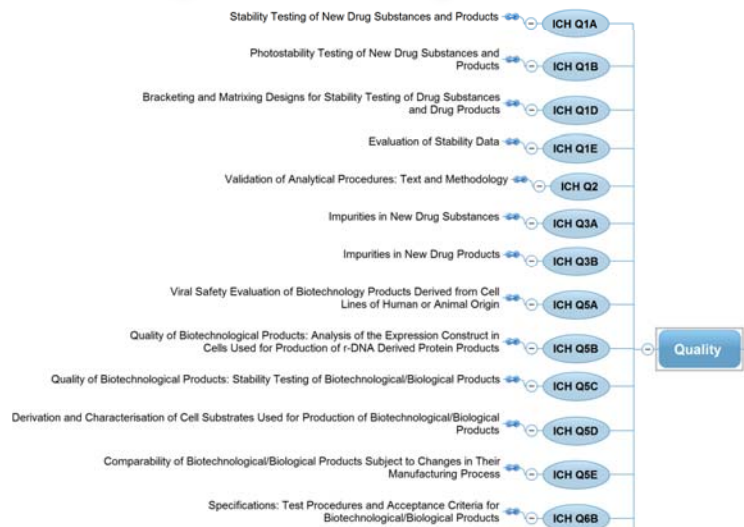 Stability Testing of New Drug Substances and Products
ICH Q1A
Photostability Testing of New Drug Substances and
Products
ICH Q1B
Bracketing and Matrixing Designs for Stability Testing of Drug Substances
and Drug Products
ICH Q1D
Evaluation of Stability Data
ICH Q1E
Validation of Analytical Procedures: Text and Methodology
ICH Q2
Impurities in New Drug Substances
ICH Q3A
Impurities in New Drug Products
ICH Q3B
Viral Safety Evaluation of Biotechnology Products Derived from Cell
Lines of Human or Animal Origin
ICH Q5A
Quality of Biotechnological Products: Analysis of the Expression Construct in
Cells Used for Production of r-DNA Derived Protein Products
ICH Q5B
Quality of Biotechnological Products: Stability Testing of Biotechnological/Biological Products
ICH Q5C
Derivation and Characterisation of Cell Substrates Used for Production of Biotechnological/Biological
Products
ICH Q5D
Comparability of Biotechnological/Biological Products Subject to Changes in Their
Manufacturing Process
ICH Q5E
Specifications: Test Procedures and Acceptance Criteria for
Biotechnological/Biological Products
ICH Q6B
Quality